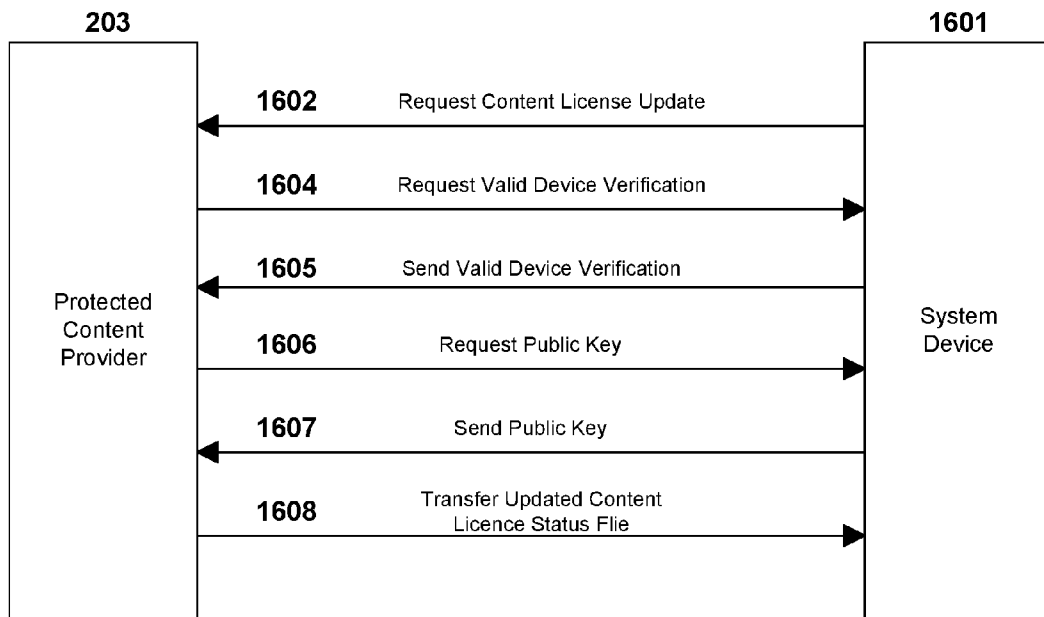 203
1601
1602 Request Content License Update
1604 Request Valid Device Verification
1605 Send Valid Device Verification
Protected
Content
Provider
System
Device
1606 Request Public Key
1607 Send Public Key
1608 Transfer Updated Content
Licence Status Flie